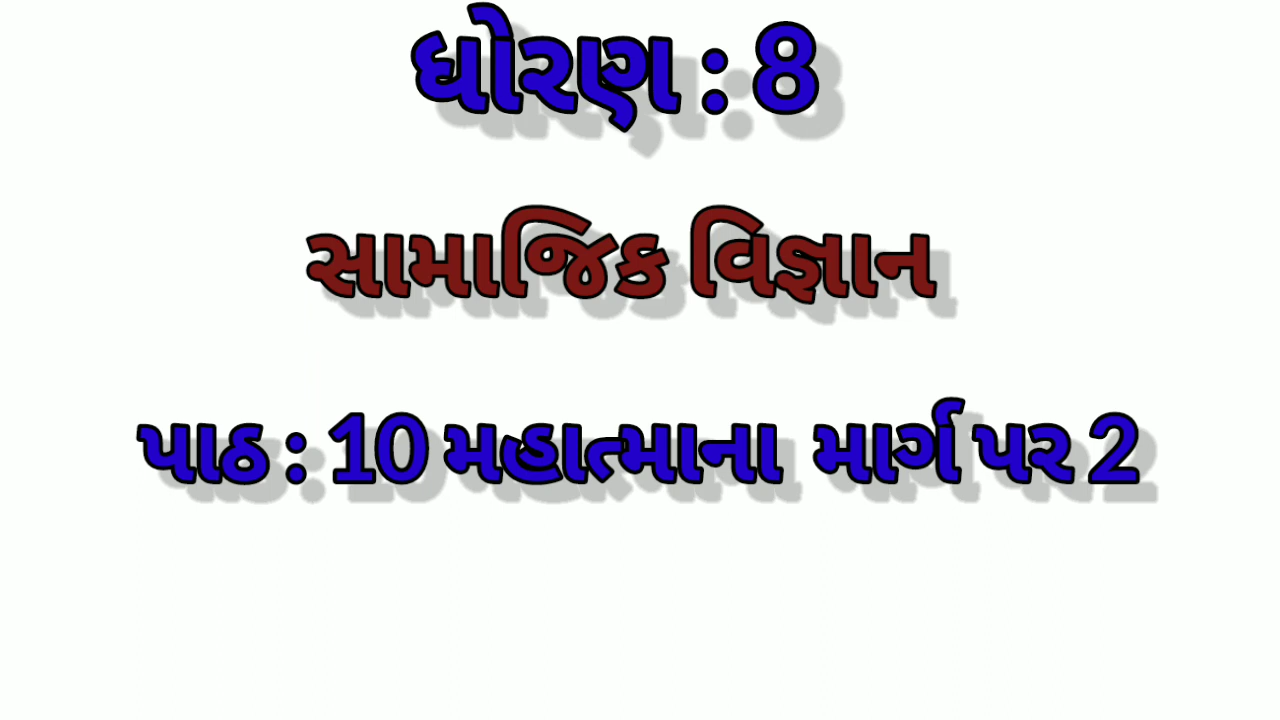 ધોરણ : 8
સામાજિક વિજ્ઞાન
પાઠ : 10 મહાત્માના માર્ગ પર 2